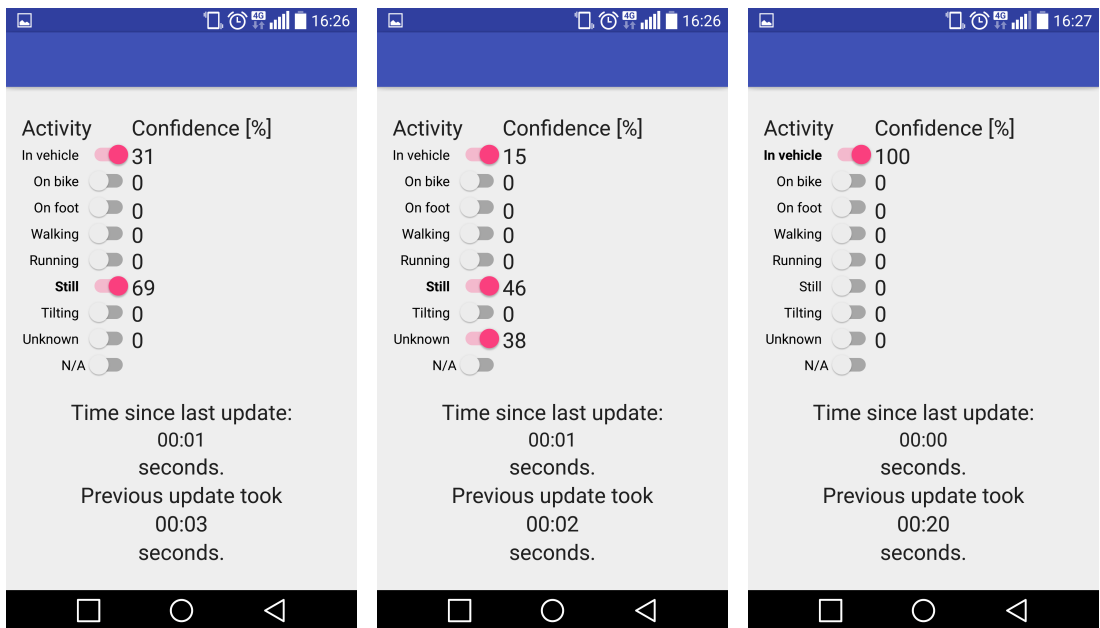 4G 16:26
Activity Confidence [%]
In vehicle 31
On bike 0
On foot 0
Walking 0
Running 0
Still 69
Tilting 0
Unknown 0
N/A
Time since last update:
00:01
seconds.
Previous update took
00:03
seconds.
4G 16:26
Activity Confidence [%]
In vehicle 15
On bike 0
On foot 0
Walking 0
Running 0
Still 46
Tilting 0
Unknown 38
N/A
Time since last update:
00:01
seconds.
Previous update took
00:02
seconds.
4G 16:27
Activity Confidence [%]
In vehicle 100
On bike 0
On foot 0
Walking 0
Running 0
Still 0
Tilting 0
Unknown 0
N/A
Time since last update:
00:00
seconds.
Previous update took
00:20
seconds.